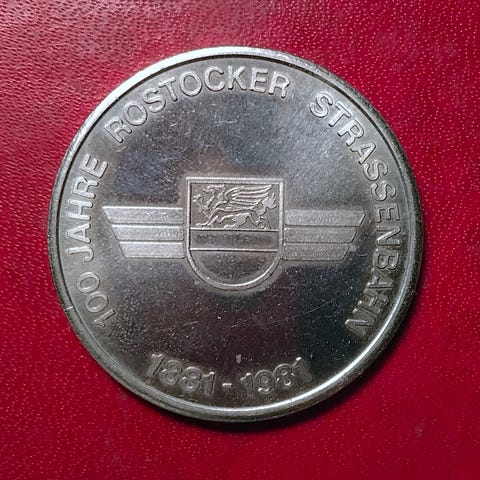 100 JAHRE ROSTOCKER STRASSENBAHN
1881-1981